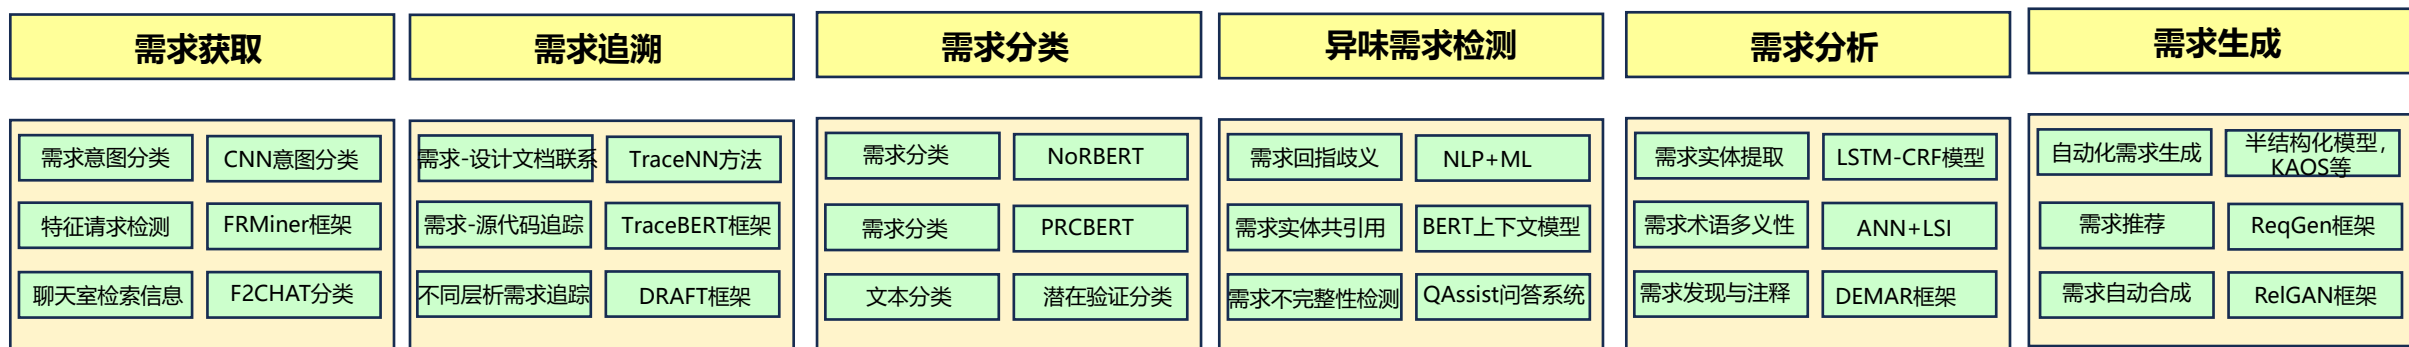 需求获取
需求意图分类
CNN意图分类
特征请求检测
FRMiner框架
聊天室检索信息
F2CHAT分类
需求追溯
需求-设计文档联系
TraceNN方法
需求-源代码追踪
TraceBERT框架
不同层析需求追踪
DRAFT框架
需求分类
需求分类
NoRBERT
需求分类
PRCBERT
文本分类
潜在验证分类
异味需求检测
需求回指歧义
NLP+ML
需求实体共引用
BERT上下文模型
需求不完整性检测
QAssist问答系统
需求分析
需求实体提取
LSTM-CRF模型
需求术语多义性
ANN+LSI
需求发现与注释
DEMAR框架
需求生成
自动化需求生成
半结构化模型，
KAOS等
需求推荐
ReqGen框架
需求自动合成
RelGAN框架